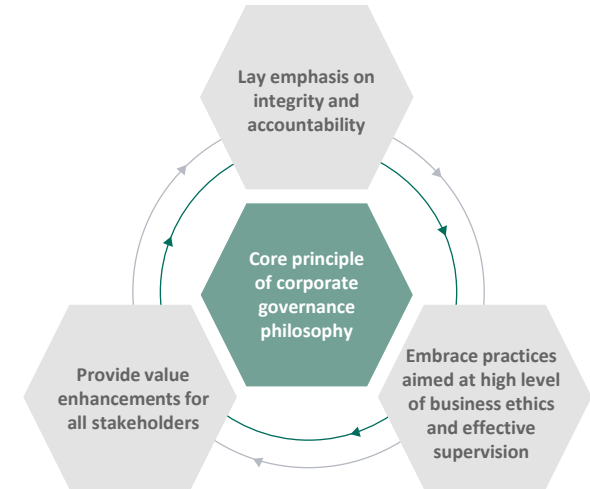 Lay emphasis on
integrity and
accountability
Core principle
of corporate
governance
philosophy
Provide value
enhancements for
all stakeholders
Embrace practices
aimed at high level
of business ethics
and effective
supervision